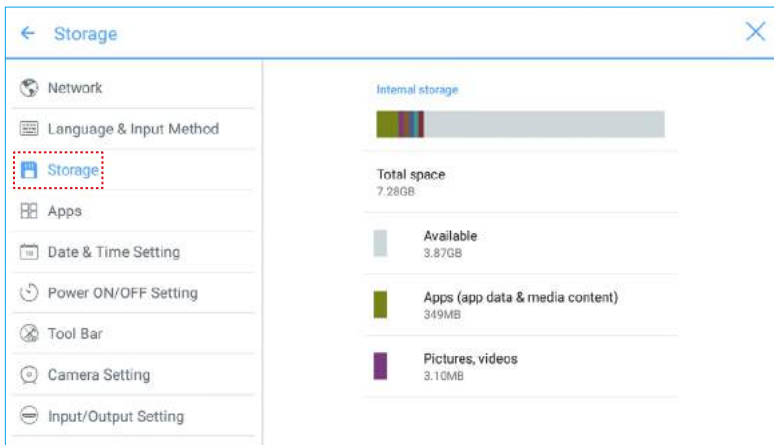 Storage
Network
Language & Input Method
Storage
Apps
Date & Time Setting
Power ON/OFF Setting
Tool Bar
Camera Setting
Input/Output Setting
Internal storage
Total space
7.28GB
Available
3.87GB
Apps (app data & media content)
349MB
Pictures, videos
3.10MB